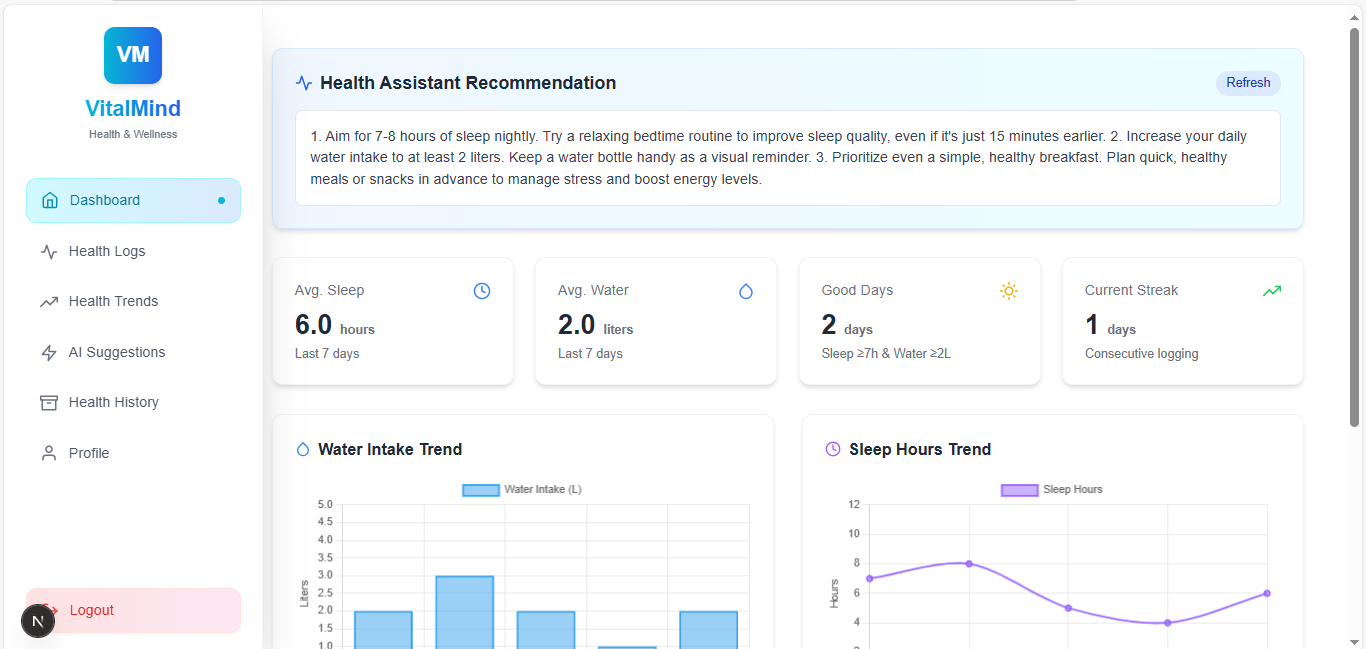 VM
VitalMind
Health & Wellness
Dashboard
Health Logs
Health Trends
AI Suggestions
Health History
Profile
Logout
N
Health Assistant Recommendation
Refresh
1. Aim for 7-8 hours of sleep nightly. Try a relaxing bedtime routine to improve sleep quality, even if it's just 15 minutes earlier. 2. Increase your daily
water intake to at least 2 liters. Keep a water bottle handy as a visual reminder. 3. Prioritize even a simple, healthy breakfast. Plan quick, healthy
meals or snacks in advance to manage stress and boost energy levels.
Avg. Sleep
6.0 hours
Last 7 days
Avg. Water
2.0 liters
Last 7 days
Good Days
2 days
Sleep ≥7h & Water ≥2L
Current Streak
1 days
Consecutive logging
Water Intake Trend
Water Intake (L)
5.0
4.5
4.0
3.5
3.0
2.5
2.0
1.5
1.0
Liters
Sleep Hours Trend
Sleep Hours
12
10
8
6
4
Hours